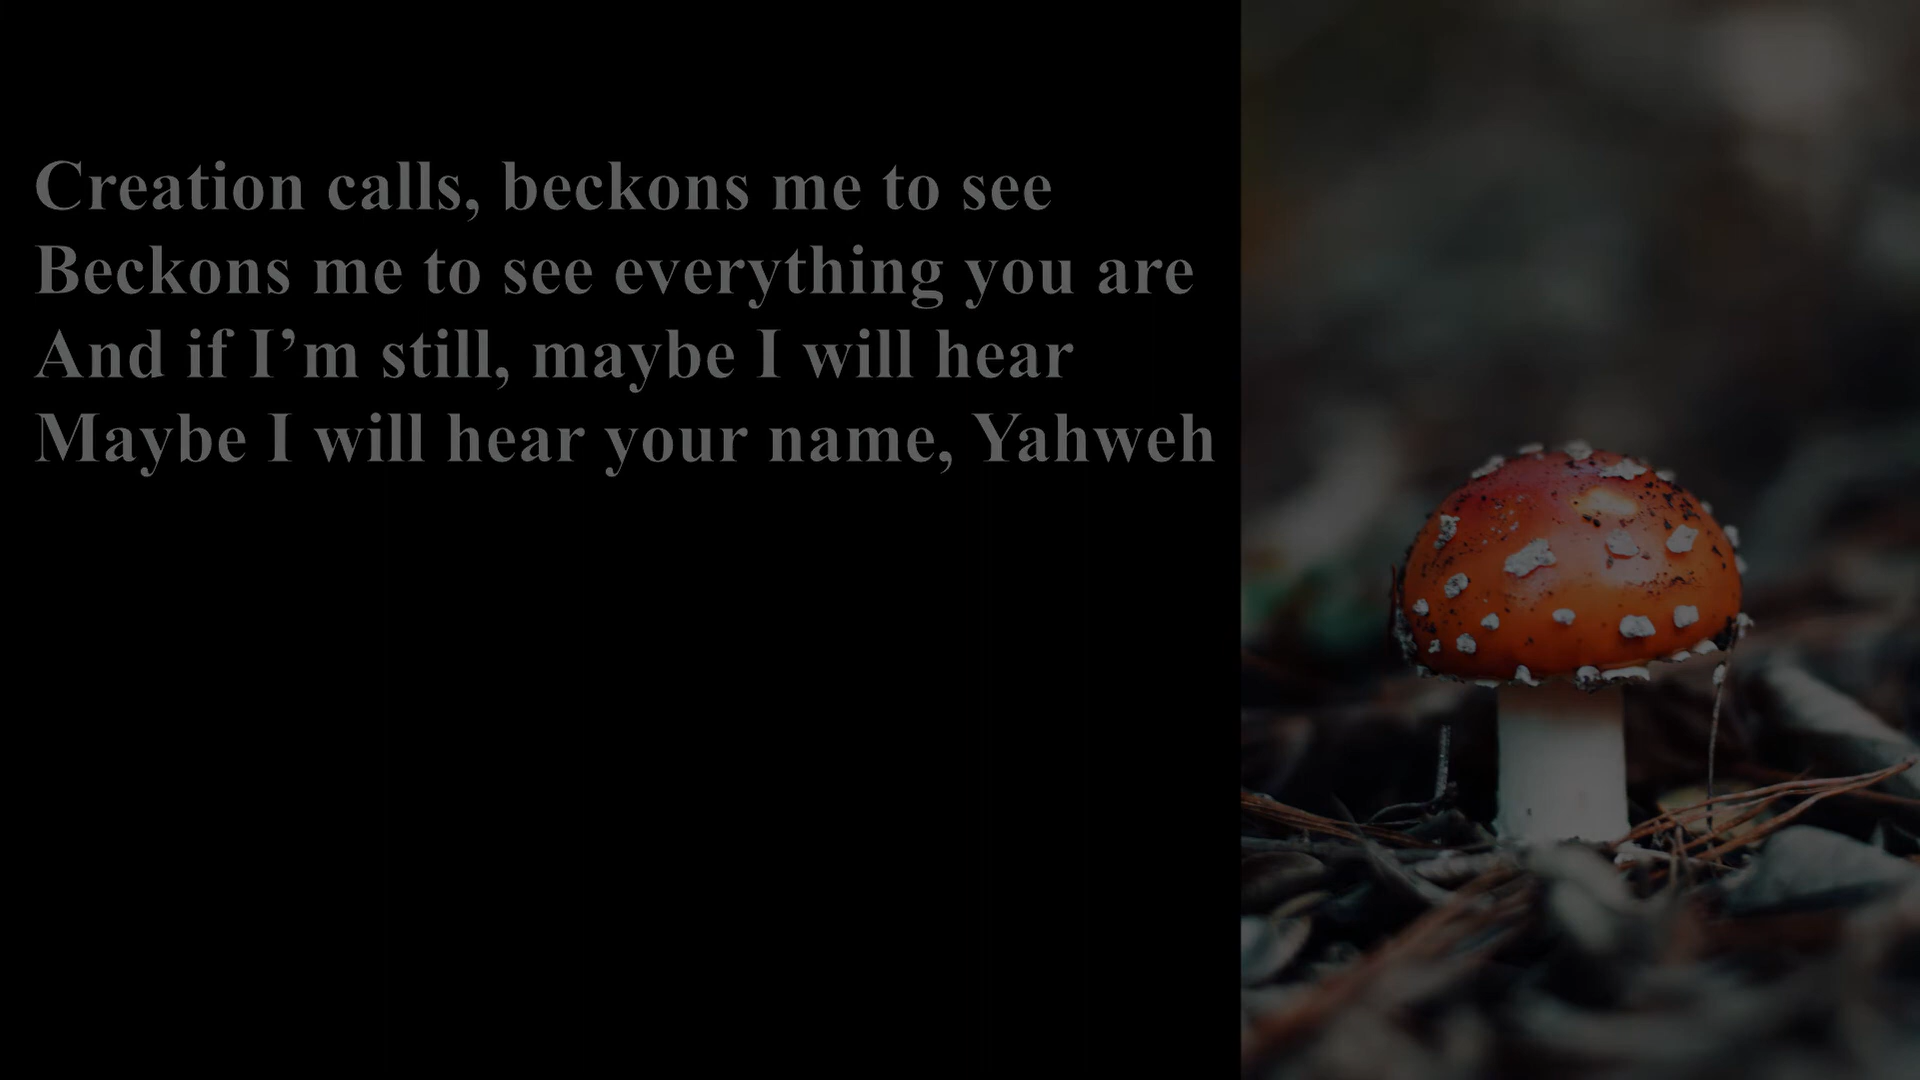 Creation calls, beckons me to see
Beckons me to see everything you are
And if I’m still, maybe I will hear
Maybe I will hear your name, Yahweh